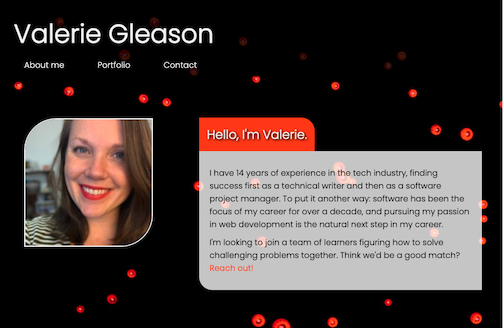 Valerie Gleason
About me Portfolio Contact
Hello, I'm Valerie.
I have 14 years of experience in the tech industry, finding
success first as a technical writer and then as a software
project manager. To put it another way: software has been the
focus of my career for over a decade, and pursuing my passion
in web development is the natural next step in my career.
I'm looking to join a team of learners figuring how to solve
challenging problems together. Think we'd be a good match?
Reach out!